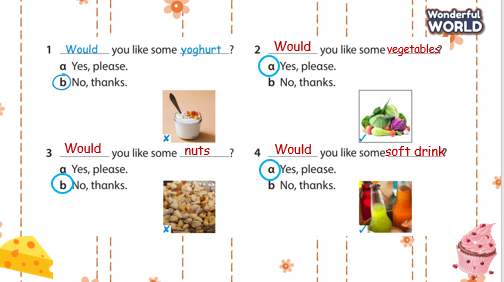 Wonderful
WORLD
1 Would you like some yoghurt ?
a Yes, please.
b No, thanks.
2 Would you like some vegetables?
a Yes, please.
b No, thanks.
3 Would you like some nuts ?
a Yes, please.
b No, thanks.
4 Would you like some soft drink?
a Yes, please.
b No, thanks.